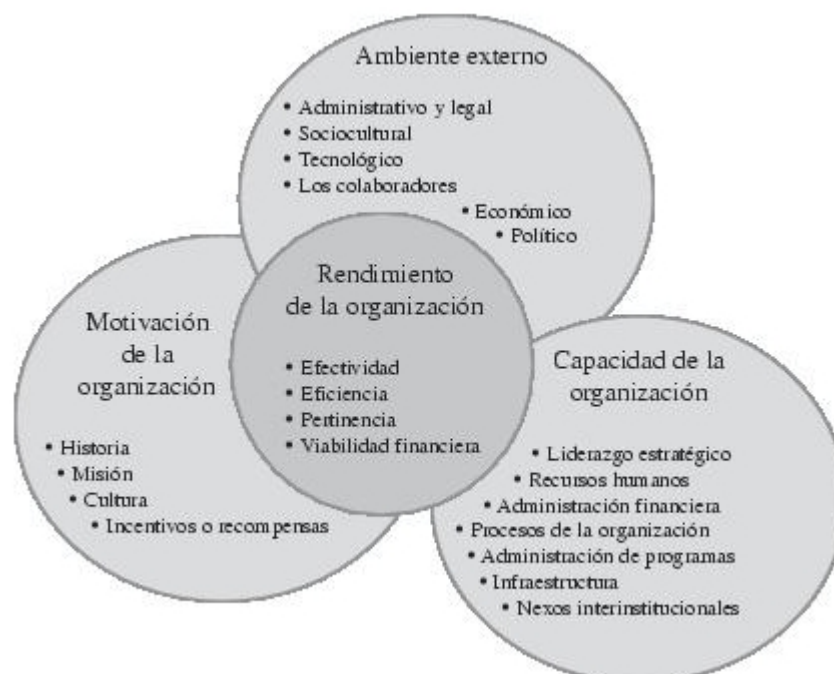 Ambiente externo
• Administrativo y legal
• Sociocultural
• Tecnológico
• Los colaboradores
• Económico
• Político
Rendimiento
de la organización
• Efectividad
• Eficiencia
• Pertinencia
• Viabilidad financiera
Motivación
de la
organización
• Historia
• Misión
• Cultura
• Incentivos o recompensas
Capacidad de la
organización
• Liderazgo estratégico
• Recursos humanos
• Administración financiera
• Procesos de la organización
• Administración de programas
• Infraestructura
• Nexos interinstitucionales